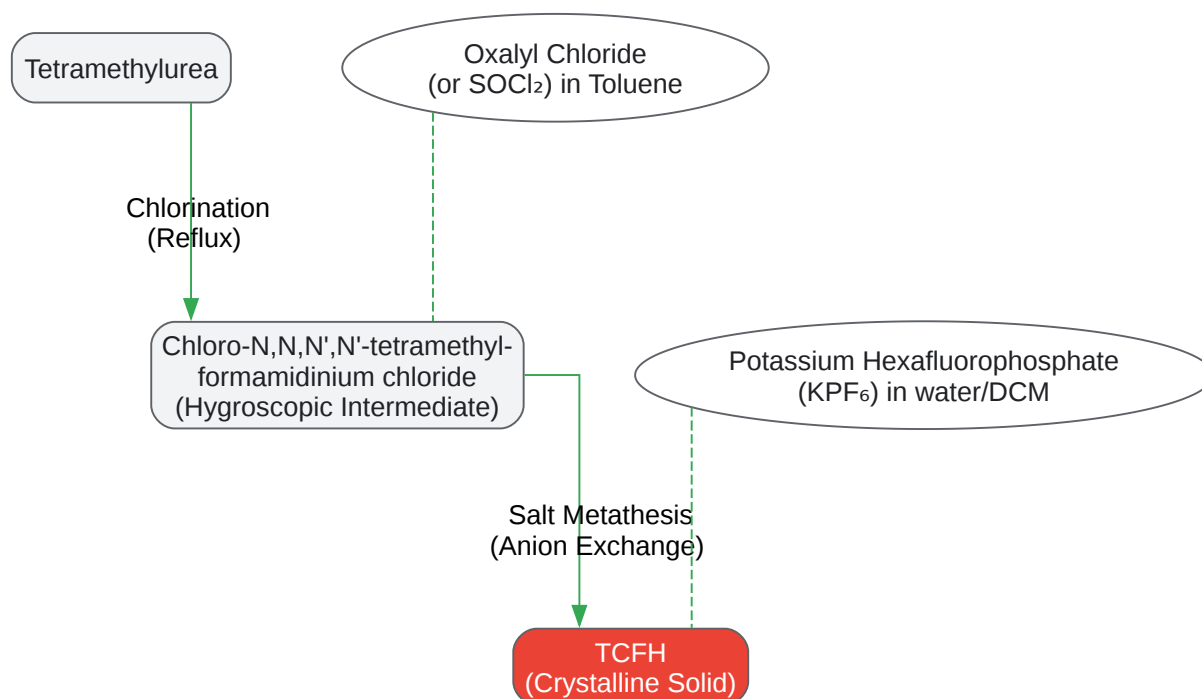 Tetramethylurea
Oxalyl Chloride
(or SOCl₂) in Toluene
Chlorination
(Reflux)
Chloro-N,N,N',N'-tetramethyl-
formamidinium chloride
(Hygroscopic Intermediate)
Potassium Hexafluorophosphate
(KPF₆) in water/DCM
Salt Metathesis
(Anion Exchange)
TCFH
(Crystalline Solid)